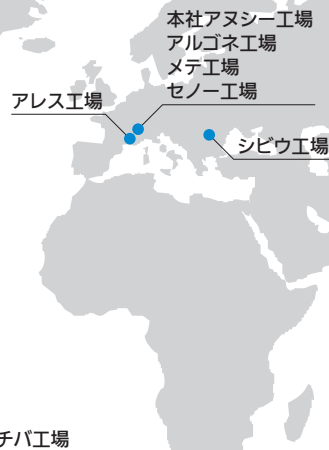 本社アヌシー工場
アルゴネ工場
メテ工場
セノー工場
アレス工場
シビウ工場
チバ工場